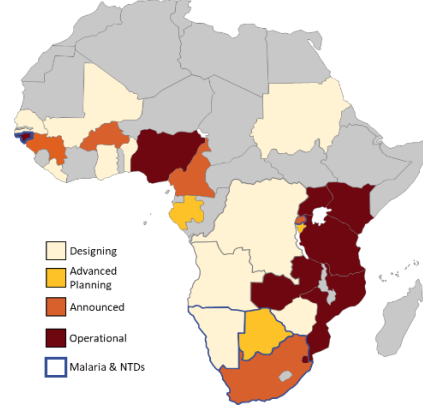 Designing
Advanced
Planning
Announced
Operational
Malaria & NTDs